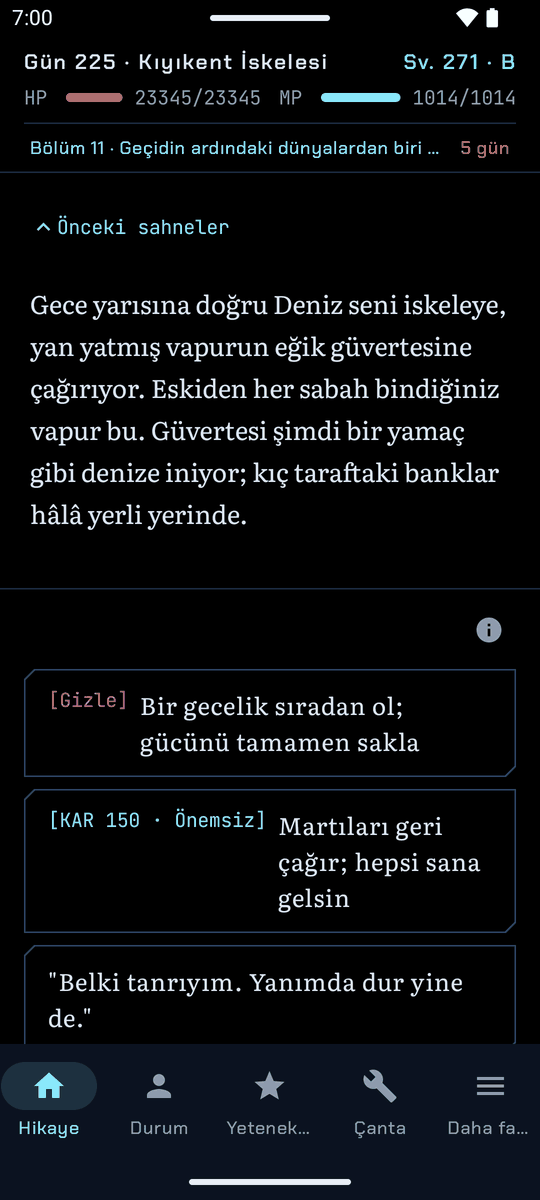 7:00
Gün 225 · Kıyıkent İskelesi
Sv. 271 · B
HP 23345/23345 MP 1014/1014
Bölüm 11 · Geçidin ardındaki dünyalardan biri ...
5 gün
Önceki sahneler
Gece yarısına doğru Deniz seni iskeleye,
yan yatmış vapurun eğik güvertesine
çağırıyor. Eskiden her sabah bindiğiniz
vapur bu. Güvertesi şimdi bir yamaç
gibi denize iniyor; kıç taraftaki banklar
hâlâ yerli yerinde.
[Gizle] Bir gecelik sıradan ol;
gücünü tamamen sakla
[KAR 150 · Önemsiz] Martıları geri
çağır; hepsi sana
gelsin
"Belki tanrıyım. Yanımda dur yine
de."
Hikaye
Durum
Yetenek...
Çanta
Daha fa...